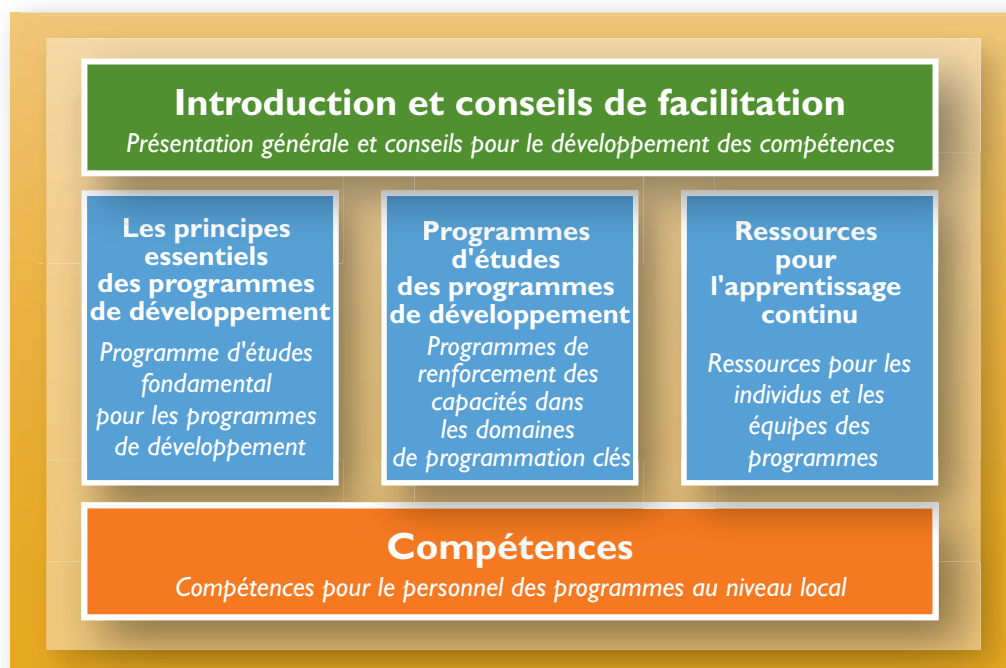 Introduction et conseils de facilitation
Présentation générale et conseils pour le développement des compétences
Les principes
essentiels
des programmes
de développement
Programme d'études
fondamental
pour les programmes
de développement
Programmes
d'études
des programmes
de développement
Programmes de
renforcement des
capacités dans
les domaines
de programmation clés
Ressources
pour
l'apprentissage
continu
Ressources pour les
individus et les
équipes des
programmes
Compétences
Compétences pour le personnel des programmes au niveau local